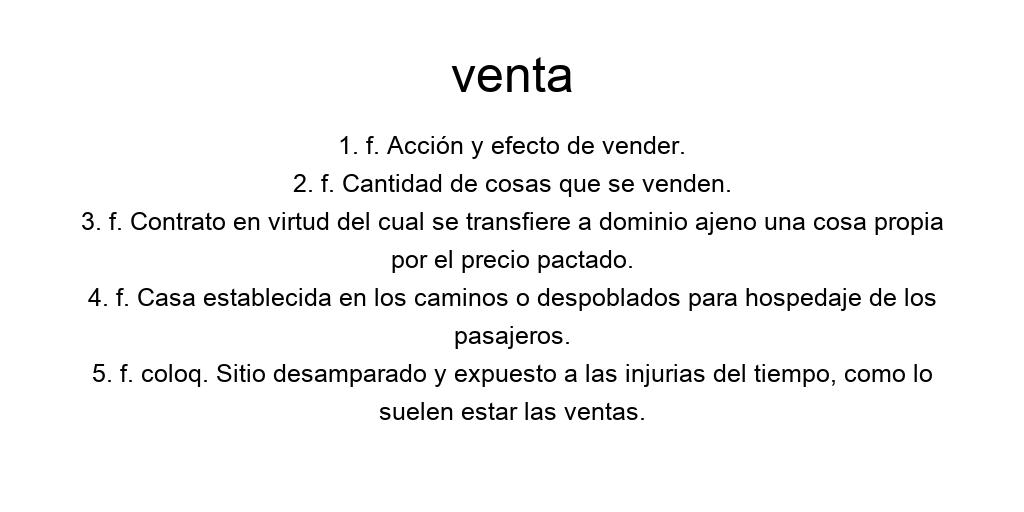 venta
1. f. Acción y efecto de vender.
2. f. Cantidad de cosas que se venden.
3. f. Contrato en virtud del cual se transfiere a dominio ajeno una cosa propia
por el precio pactado.
4. f. Casa establecida en los caminos o despoblados para hospedaje de los
pasajeros.
5. f. coloq. Sitio desamparado y expuesto a las injurias del tiempo, como lo
suelen estar las ventas.